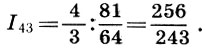 I₄₃ = 4/3 : 81/64 = 256/243 .